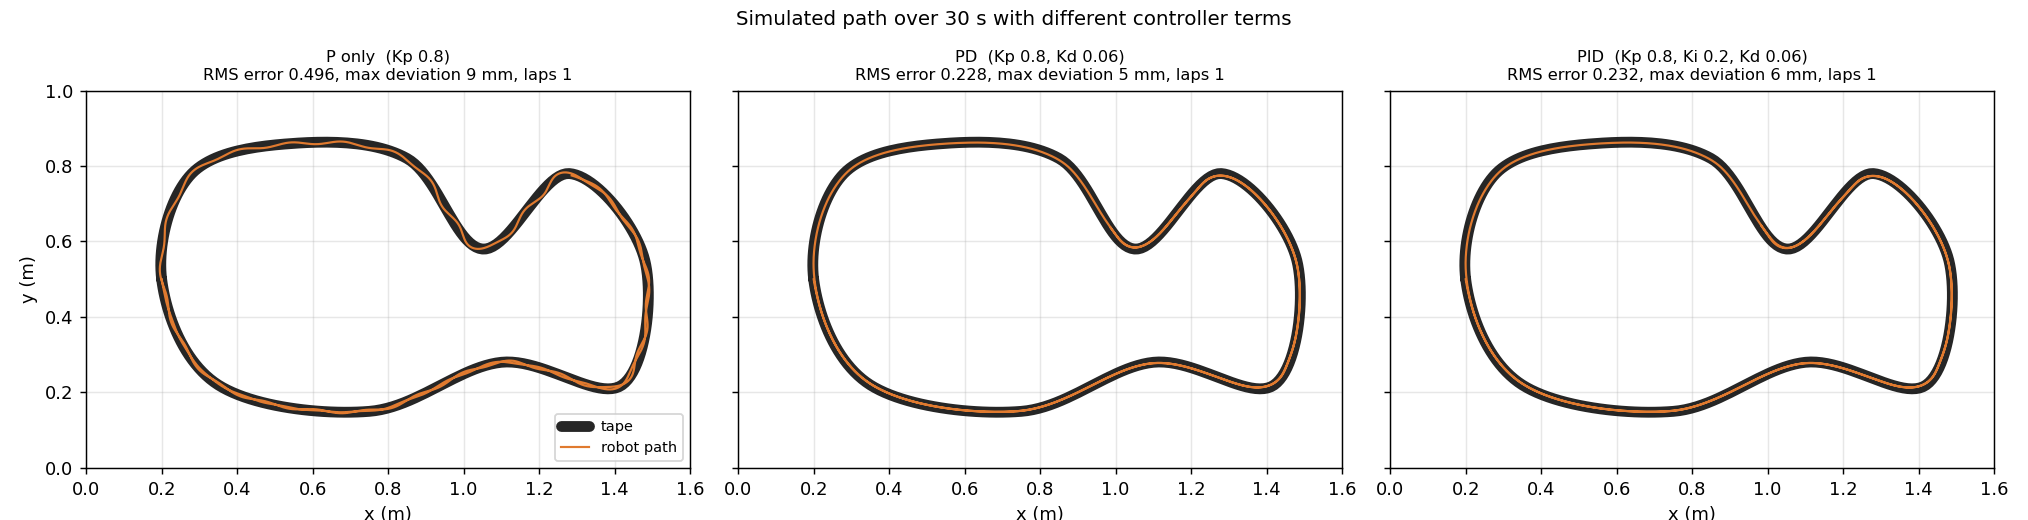 Simulated path over 30 s with different controller terms
P only  (Kp 0.8)
RMS error 0.496, max deviation 9 mm, laps 1
1.0
0.8
0.6
0.4
0.2
0.0
y (m)
tape
robot path
0.0 0.2 0.4 0.6 0.8 1.0 1.2 1.4 1.6
x (m)
PD  (Kp 0.8, Kd 0.06)
RMS error 0.228, max deviation 5 mm, laps 1
0.0 0.2 0.4 0.6 0.8 1.0 1.2 1.4 1.6
x (m)
PID  (Kp 0.8, Ki 0.2, Kd 0.06)
RMS error 0.232, max deviation 6 mm, laps 1
0.0 0.2 0.4 0.6 0.8 1.0 1.2 1.4 1.6
x (m)